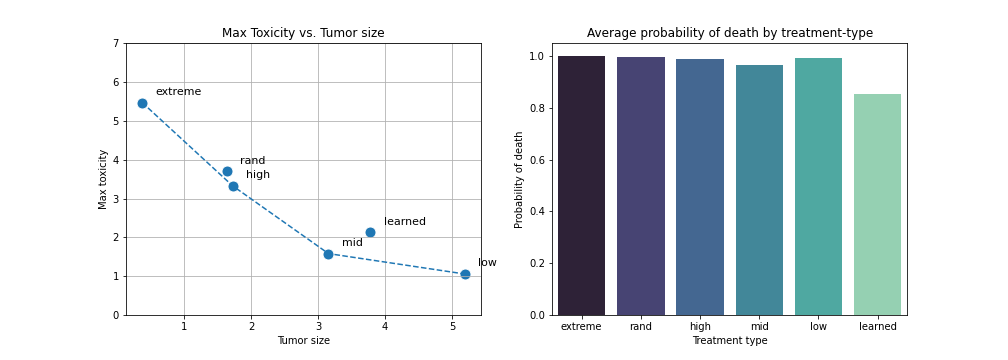 Max Toxicity vs. Tumor size
7
6
5
4
3
2
1
0
Max toxicity
extreme
rand
high
learned
mid
low
1 2 3 4 5
Tumor size
Average probability of death by treatment-type
1.0
0.8
0.6
0.4
0.2
0.0
Probability of death
extreme rand high mid low learned
Treatment type